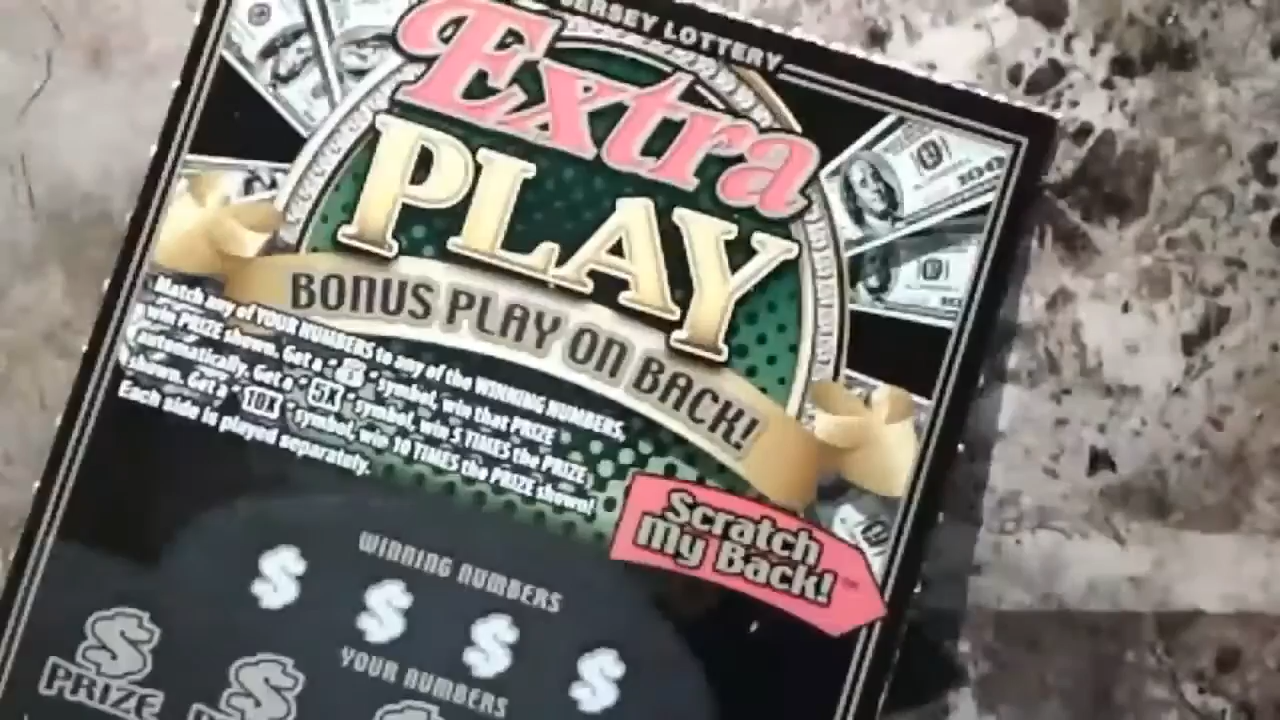 JERSEY LOTTERY
Extra
PLAY
BONUS PLAY ON BACK!
Match any of YOUR NUMBERS to any of the WINNING NUMBERS,
win PRIZE shown. Get a " " symbol, win that PRIZE
automatically. Get a " 5X " symbol, win 5 TIMES the PRIZE
shown. Get a " 10X " symbol, win 10 TIMES the PRIZE shown!
Each side is played separately.
Scratch
My Back!
WINNING NUMBERS
$ $ $ $
YOUR NUMBERS
PRIZE